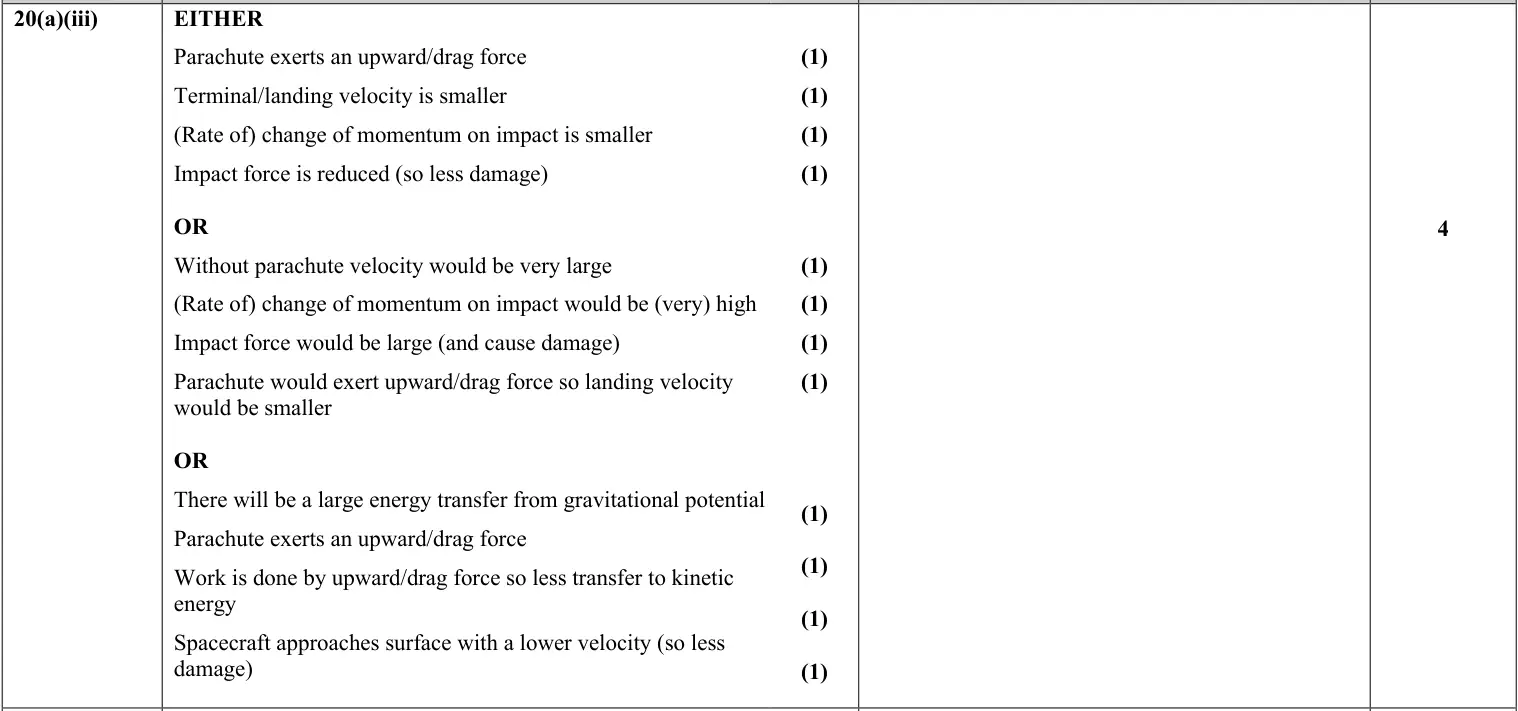 20(a)(iii)
EITHER
Parachute exerts an upward/drag force (1)
Terminal/landing velocity is smaller (1)
(Rate of) change of momentum on impact is smaller (1)
Impact force is reduced (so less damage) (1)
OR
4
Without parachute velocity would be very large (1)
(Rate of) change of momentum on impact would be (very) high (1)
Impact force would be large (and cause damage) (1)
Parachute would exert upward/drag force so landing velocity (1)
would be smaller
OR
There will be a large energy transfer from gravitational potential
(1)
Parachute exerts an upward/drag force
(1)
Work is done by upward/drag force so less transfer to kinetic
energy
(1)
Spacecraft approaches surface with a lower velocity (so less
damage)
(1)